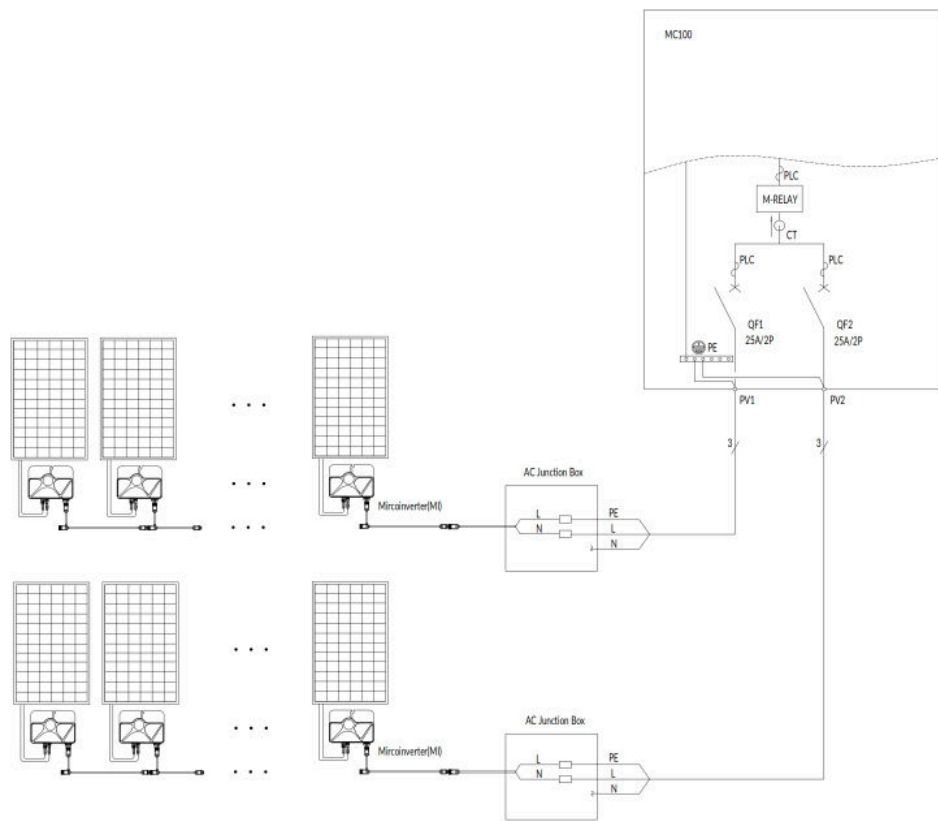 MC100
PLC
M-RELAY
CT
PLC
PLC
QF1
25A/2P
QF2
25A/2P
PE
PV1
PV2
3
3
AC Junction Box
Mircoinverter(MI)
L
N
PE
L
N
AC Junction Box
Mircoinverter(MI)
L
N
PE
L
N